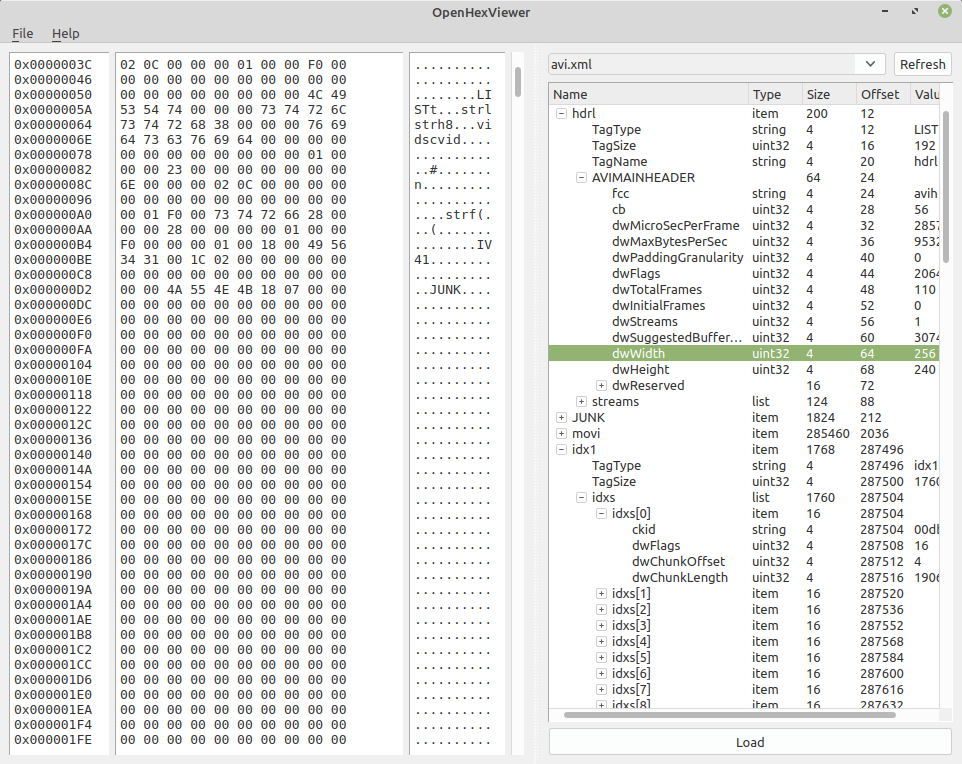 OpenHexViewer
File Help
0x0000003C 02 0C 00 00 00 01 00 00 F0 00 ..........
0x00000046 00 00 00 00 00 00 00 00 00 00 ..........
0x00000050 00 00 00 00 00 00 00 00 4C 49 ........LI
0x0000005A 53 54 74 00 00 00 73 74 72 6C STt...strl
0x00000064 73 74 72 68 38 00 00 00 76 69 strh8...vi
0x0000006E 64 73 63 76 69 64 00 00 00 00 dscvid....
0x00000078 00 00 00 00 00 00 00 00 01 00 ..........
0x00000082 00 00 23 00 00 00 00 00 00 00 ..#.......
0x0000008C 6E 00 00 00 02 0C 00 00 00 00 n.........
0x00000096 00 00 00 00 00 00 00 00 00 00 ..........
0x000000A0 00 01 F0 00 73 74 72 66 28 00 ....strf(.
0x000000AA 00 00 28 00 00 00 00 01 00 00 ..(.......
0x000000B4 F0 00 00 00 01 00 18 00 49 56 ........IV
0x000000BE 34 31 00 1C 02 00 00 00 00 00 41........
0x000000C8 00 00 00 00 00 00 00 00 00 00 ..........
0x000000D2 00 00 4A 55 4E 4B 18 07 00 00 ..JUNK....
0x000000DC 00 00 00 00 00 00 00 00 00 00 ..........
0x000000E6 00 00 00 00 00 00 00 00 00 00 ..........
0x000000F0 00 00 00 00 00 00 00 00 00 00 ..........
0x000000FA 00 00 00 00 00 00 00 00 00 00 ..........
0x00000104 00 00 00 00 00 00 00 00 00 00 ..........
0x0000010E 00 00 00 00 00 00 00 00 00 00 ..........
0x00000118 00 00 00 00 00 00 00 00 00 00 ..........
0x00000122 00 00 00 00 00 00 00 00 00 00 ..........
0x0000012C 00 00 00 00 00 00 00 00 00 00 ..........
0x00000136 00 00 00 00 00 00 00 00 00 00 ..........
0x00000140 00 00 00 00 00 00 00 00 00 00 ..........
0x0000014A 00 00 00 00 00 00 00 00 00 00 ..........
0x00000154 00 00 00 00 00 00 00 00 00 00 ..........
0x0000015E 00 00 00 00 00 00 00 00 00 00 ..........
0x00000168 00 00 00 00 00 00 00 00 00 00 ..........
0x00000172 00 00 00 00 00 00 00 00 00 00 ..........
0x0000017C 00 00 00 00 00 00 00 00 00 00 ..........
0x00000186 00 00 00 00 00 00 00 00 00 00 ..........
0x00000190 00 00 00 00 00 00 00 00 00 00 ..........
0x0000019A 00 00 00 00 00 00 00 00 00 00 ..........
0x000001A4 00 00 00 00 00 00 00 00 00 00 ..........
0x000001AE 00 00 00 00 00 00 00 00 00 00 ..........
0x000001B8 00 00 00 00 00 00 00 00 00 00 ..........
0x000001C2 00 00 00 00 00 00 00 00 00 00 ..........
0x000001CC 00 00 00 00 00 00 00 00 00 00 ..........
0x000001D6 00 00 00 00 00 00 00 00 00 00 ..........
0x000001E0 00 00 00 00 00 00 00 00 00 00 ..........
0x000001EA 00 00 00 00 00 00 00 00 00 00 ..........
0x000001F4 00 00 00 00 00 00 00 00 00 00 ..........
0x000001FE 00 00 00 00 00 00 00 00 00 00 ..........
avi.xml Refresh
Name Type Size Offset Valu
hdrl item 200 12
TagType string 4 12 LIST
TagSize uint32 4 16 192
TagName string 4 20 hdrl
AVIMAINHEADER 64 24
fcc string 4 24 avih
cb uint32 4 28 56
dwMicroSecPerFrame uint32 4 32 2857
dwMaxBytesPerSec uint32 4 36 9532
dwPaddingGranularity uint32 4 40 0
dwFlags uint32 4 44 2064
dwTotalFrames uint32 4 48 110
dwInitialFrames uint32 4 52 0
dwStreams uint32 4 56 1
dwSuggestedBuffer... uint32 4 60 3074
dwWidth uint32 4 64 256
dwHeight uint32 4 68 240
dwReserved 16 72
streams list 124 88
JUNK item 1824 212
movi item 285460 2036
idx1 item 1768 287496
TagType string 4 287496 idx1
TagSize uint32 4 287500 1760
idxs list 1760 287504
idxs[0] item 16 287504
ckid string 4 287504 00db
dwFlags uint32 4 287508 16
dwChunkOffset uint32 4 287512 4
dwChunkLength uint32 4 287516 1906
idxs[1] item 16 287520
idxs[2] item 16 287536
idxs[3] item 16 287552
idxs[4] item 16 287568
idxs[5] item 16 287584
idxs[6] item 16 287600
idxs[7] item 16 287616
idxs[8] item 16 287632
Load